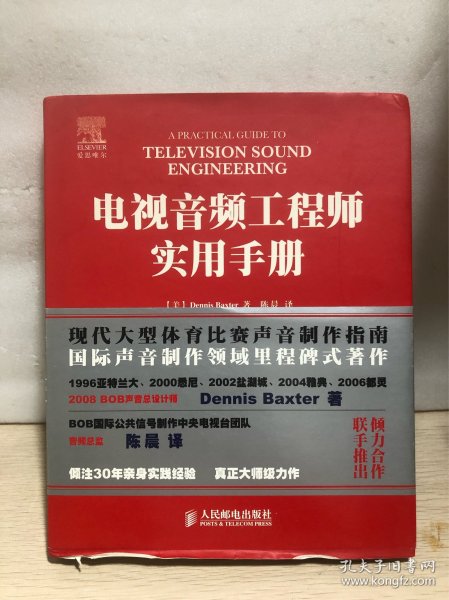 ELSEVIER
爱思唯尔
A PRACTICAL GUIDE TO
TELEVISION SOUND
ENGINEERING
电视音频工程师
实用手册
【美】Dennis Baxter 著 陈晨 译
现代大型体育比赛声音制作指南
国际声音制作领域里程碑式著作
1996亚特兰大、2000悉尼、2002盐湖城、2004雅典、2006都灵
2008 BOB声音总设计师 Dennis Baxter 著
BOB国际公共信号制作中央电视台团队
音频总监 陈晨 译
倾力合作
联手推出
倾注30年亲身实践经验 真正大师级力作
人民邮电出版社
POSTS & TELECOM PRESS
孔夫子旧书网
www.kongfz.com